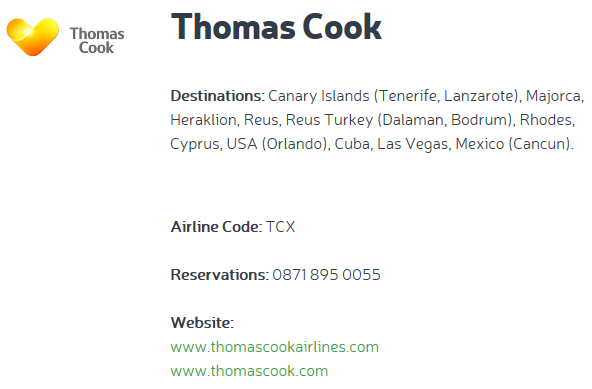 Thomas
Cook
Thomas Cook
Destinations: Canary Islands (Tenerife, Lanzarote), Majorca,
Heraklion, Reus, Reus Turkey (Dalaman, Bodrum), Rhodes,
Cyprus, USA (Orlando), Cuba, Las Vegas, Mexico (Cancun).
Airline Code: TCX
Reservations: 0871 895 0055
Website:
www.thomascookairlines.com
www.thomascook.com